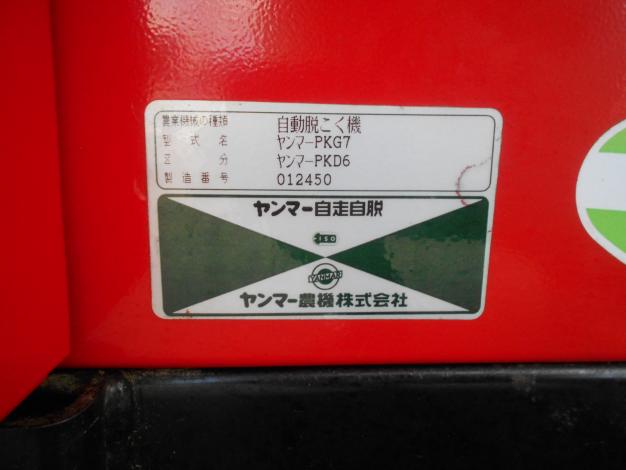 農業機械の種類 自動脱こく機
型式名 ヤンマーPKG7
区分 ヤンマーPKD6
製造番号 012450
ヤンマー自走自脱
ISO
YANMAR
ヤンマー農機株式会社